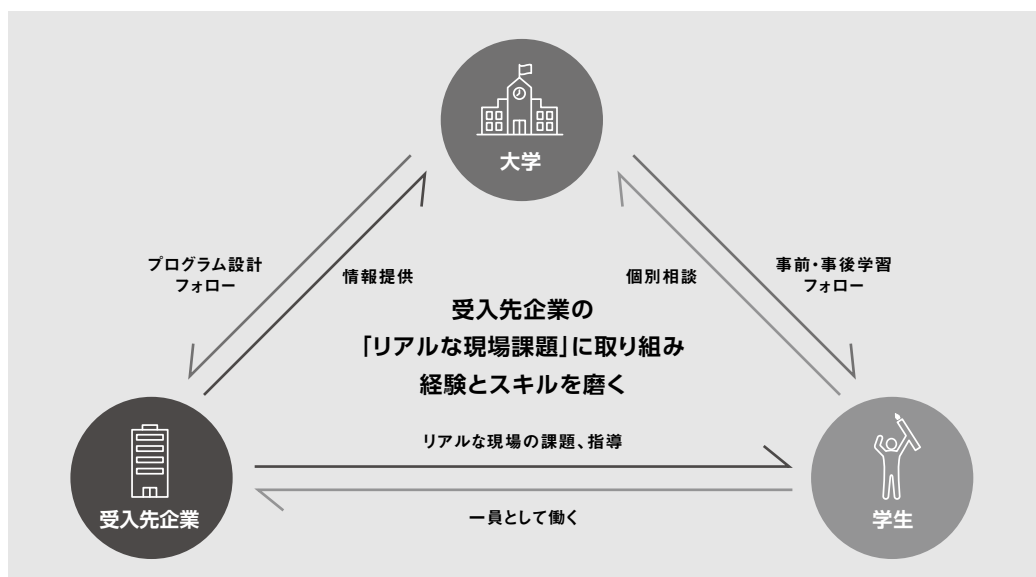 大学
プログラム設計
フォロー
情報提供
個別相談
事前・事後学習
フォロー
受入先企業の
「リアルな現場課題」に取り組み
経験とスキルを磨く
リアルな現場の課題、指導
受入先企業
一員として働く
学生